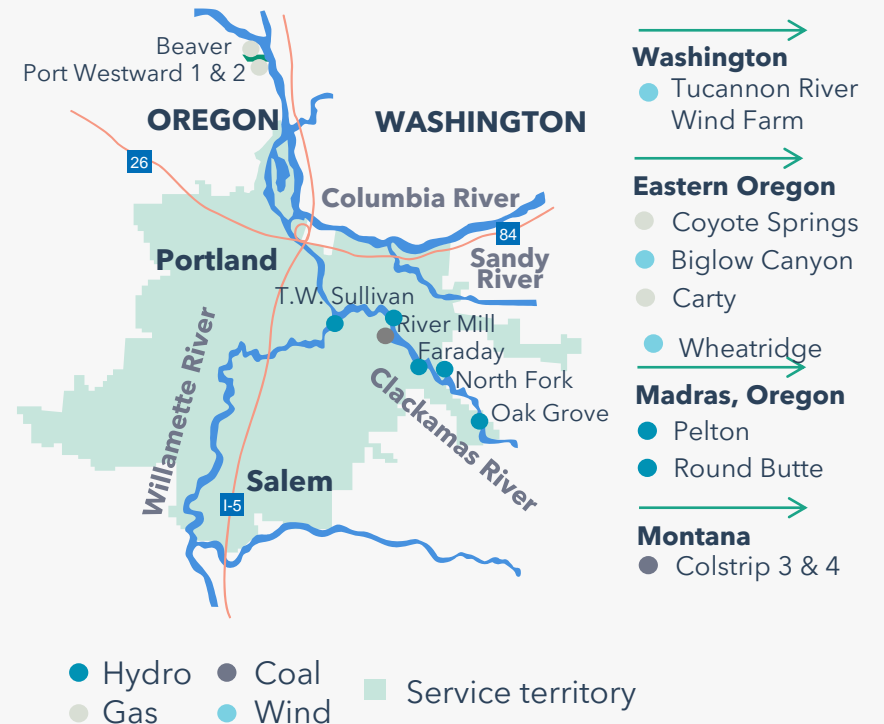 Beaver
Port Westward 1 & 2
OREGON
WASHINGTON
26
Columbia River
84
Portland
Sandy
River
T.W. Sullivan
River Mill
Faraday
North Fork
Oak Grove
Willamette River
Clackamas River
Salem
I-5
Washington
Tucannon River
Wind Farm
Eastern Oregon
Coyote Springs
Biglow Canyon
Carty
Wheatridge
Madras, Oregon
Pelton
Round Butte
Montana
Colstrip 3 & 4
Hydro
Coal
Gas
Wind
Service territory